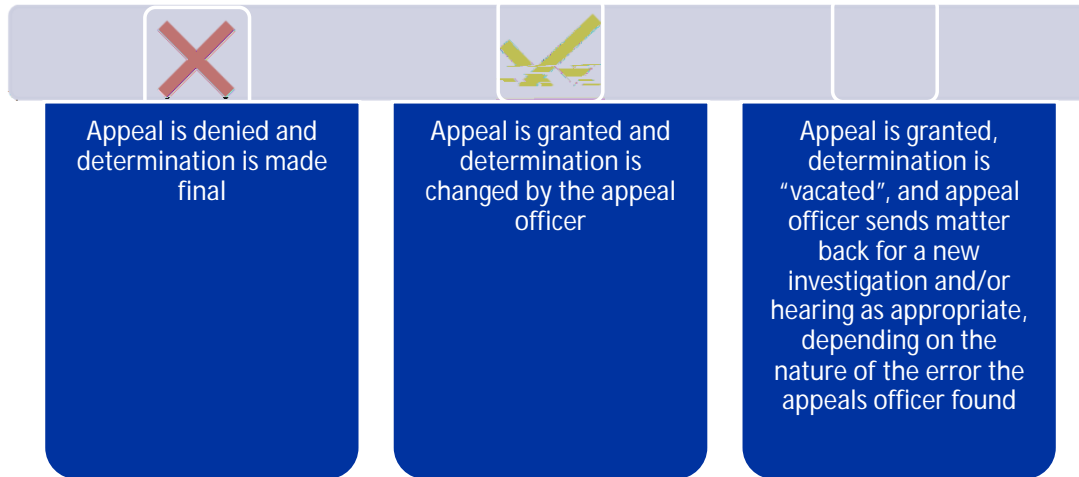 Appeal is denied and
determination is made
final
Appeal is granted and
determination is
changed by the appeal
officer
Appeal is granted,
determination is
“vacated”, and appeal
officer sends matter
back for a new
investigation and/or
hearing as appropriate,
depending on the
nature of the error the
appeals officer found